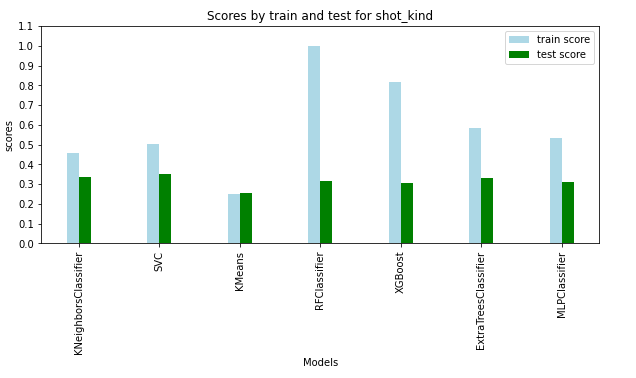 Scores by train and test for shot_kind
train score
test score
scores
1.1
1.0
0.9
0.8
0.7
0.6
0.5
0.4
0.3
0.2
0.1
0.0
KNeighborsClassifier
SVC
KMeans
RFClassifier
XGBoost
ExtraTreesClassifier
MLPClassifier
Models